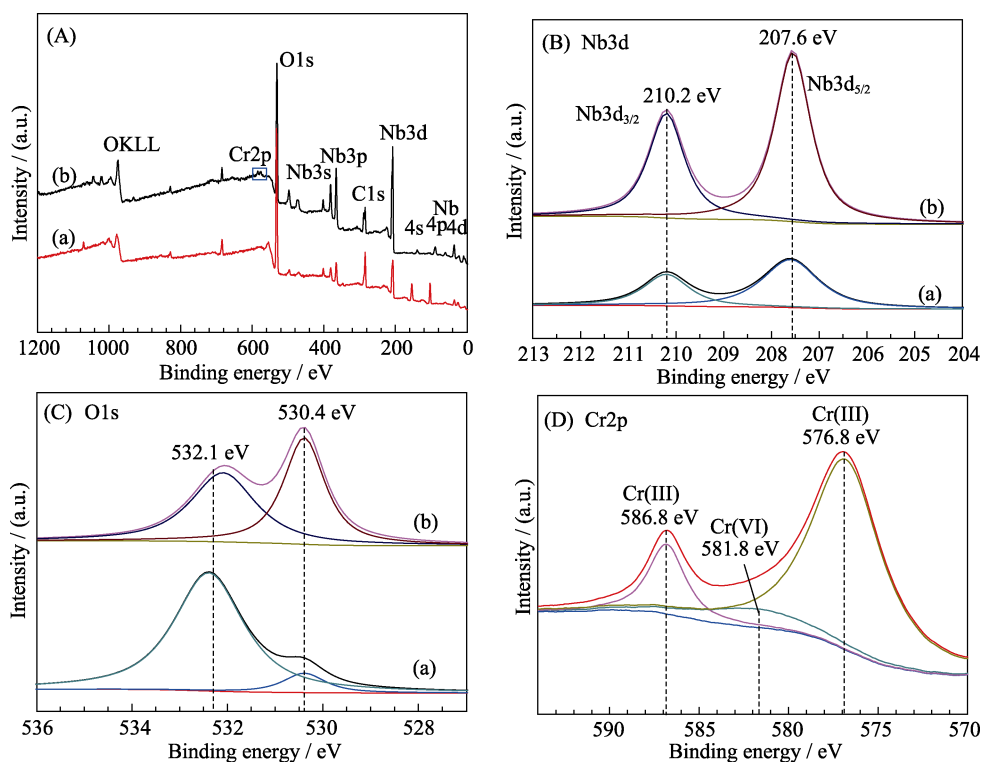 (A)
O1s
OKLL
Cr2p
Nb3s
Nb3p
Nb3d
C1s
Nb
4s 4p 4d
(b)
(a)
Intensity / (a.u.)
1200 1000 800 600 400 200 0
Binding energy / eV
(B) Nb3d
207.6 eV
Nb3d5/2
210.2 eV
Nb3d3/2
(b)
(a)
Intensity / (a.u.)
213 212 211 210 209 208 207 206 205 204
Binding energy / eV
(C) O1s
530.4 eV
532.1 eV
(b)
(a)
Intensity / (a.u.)
536 534 532 530 528
Binding energy / eV
(D) Cr2p
Cr(III)
576.8 eV
Cr(III)
586.8 eV
Cr(VI)
581.8 eV
Intensity / (a.u.)
590 585 580 575 570
Binding energy / eV